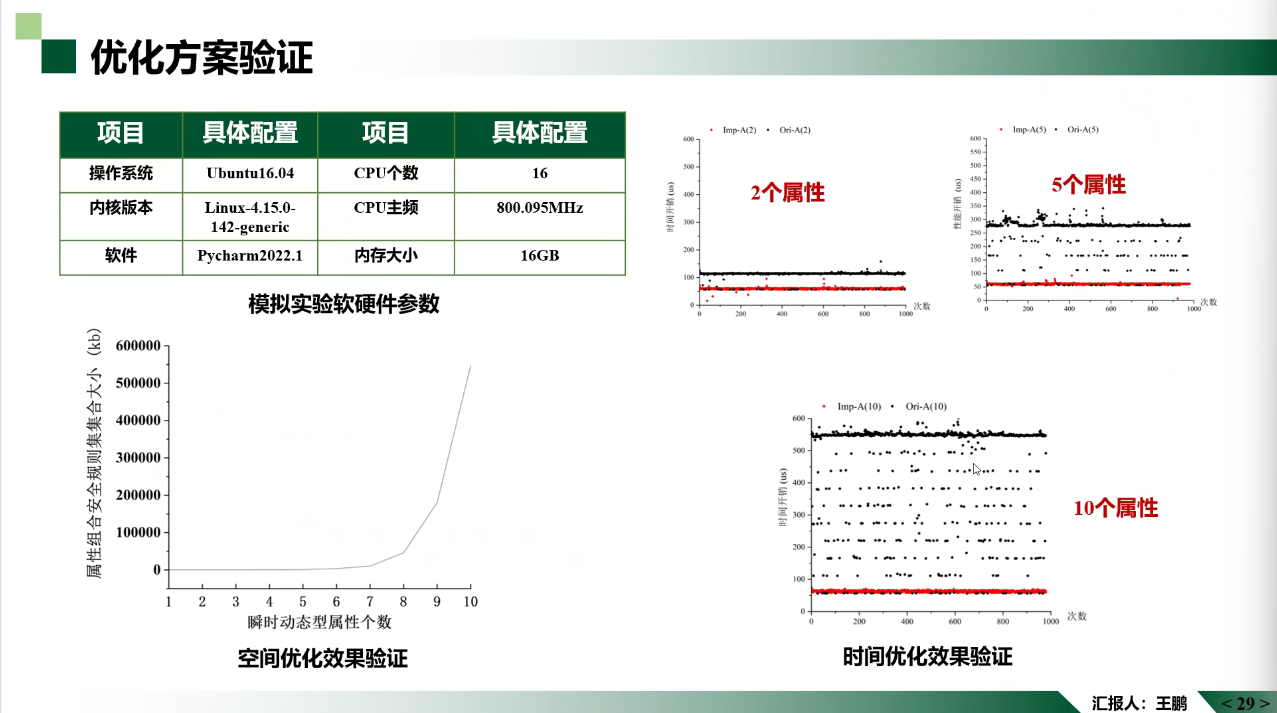 优化方案验证
项目 具体配置 项目 具体配置
操作系统 Ubuntu16.04 CPU个数 16
内核版本 Linux-4.15.0-
142-generic CPU主频 800.095MHz
软件 Pycharm2022.1 内存大小 16GB
模拟实验软硬件参数
属性组合安全规则集集合大小 (kb)
600000
500000
400000
300000
200000
100000
0
1 2 3 4 5 6 7 8 9 10
瞬时动态型属性个数
空间优化效果验证
Imp-A(2) Ori-A(2)
2个属性
时间开销 (us)
600
500
400
300
200
100
0
0 200 400 600 800 1000
次数
Imp-A(5) Ori-A(5)
5个属性
性能开销 (us)
600
550
500
450
400
350
300
250
200
150
100
50
0
0 200 400 600 800 1000
次数
Imp-A(10) Ori-A(10)
10个属性
时间开销 (us)
600
500
400
300
200
100
0
0 200 400 600 800 1000
次数
时间优化效果验证
汇报人：王鹏
< 29 >